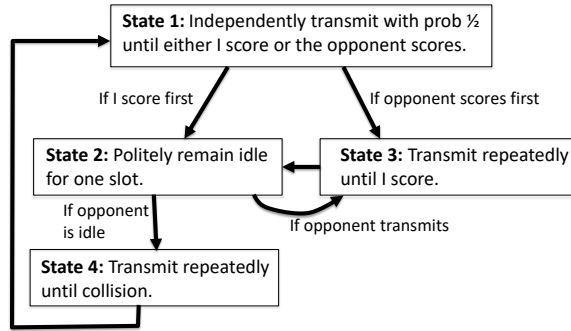 State 1: Independently transmit with prob ½
until either I score or the opponent scores.
If I score first
If opponent scores first
State 2: Politely remain idle
for one slot.
State 3: Transmit repeatedly
until I score.
If opponent
is idle
If opponent transmits
State 4: Transmit repeatedly
until collision.